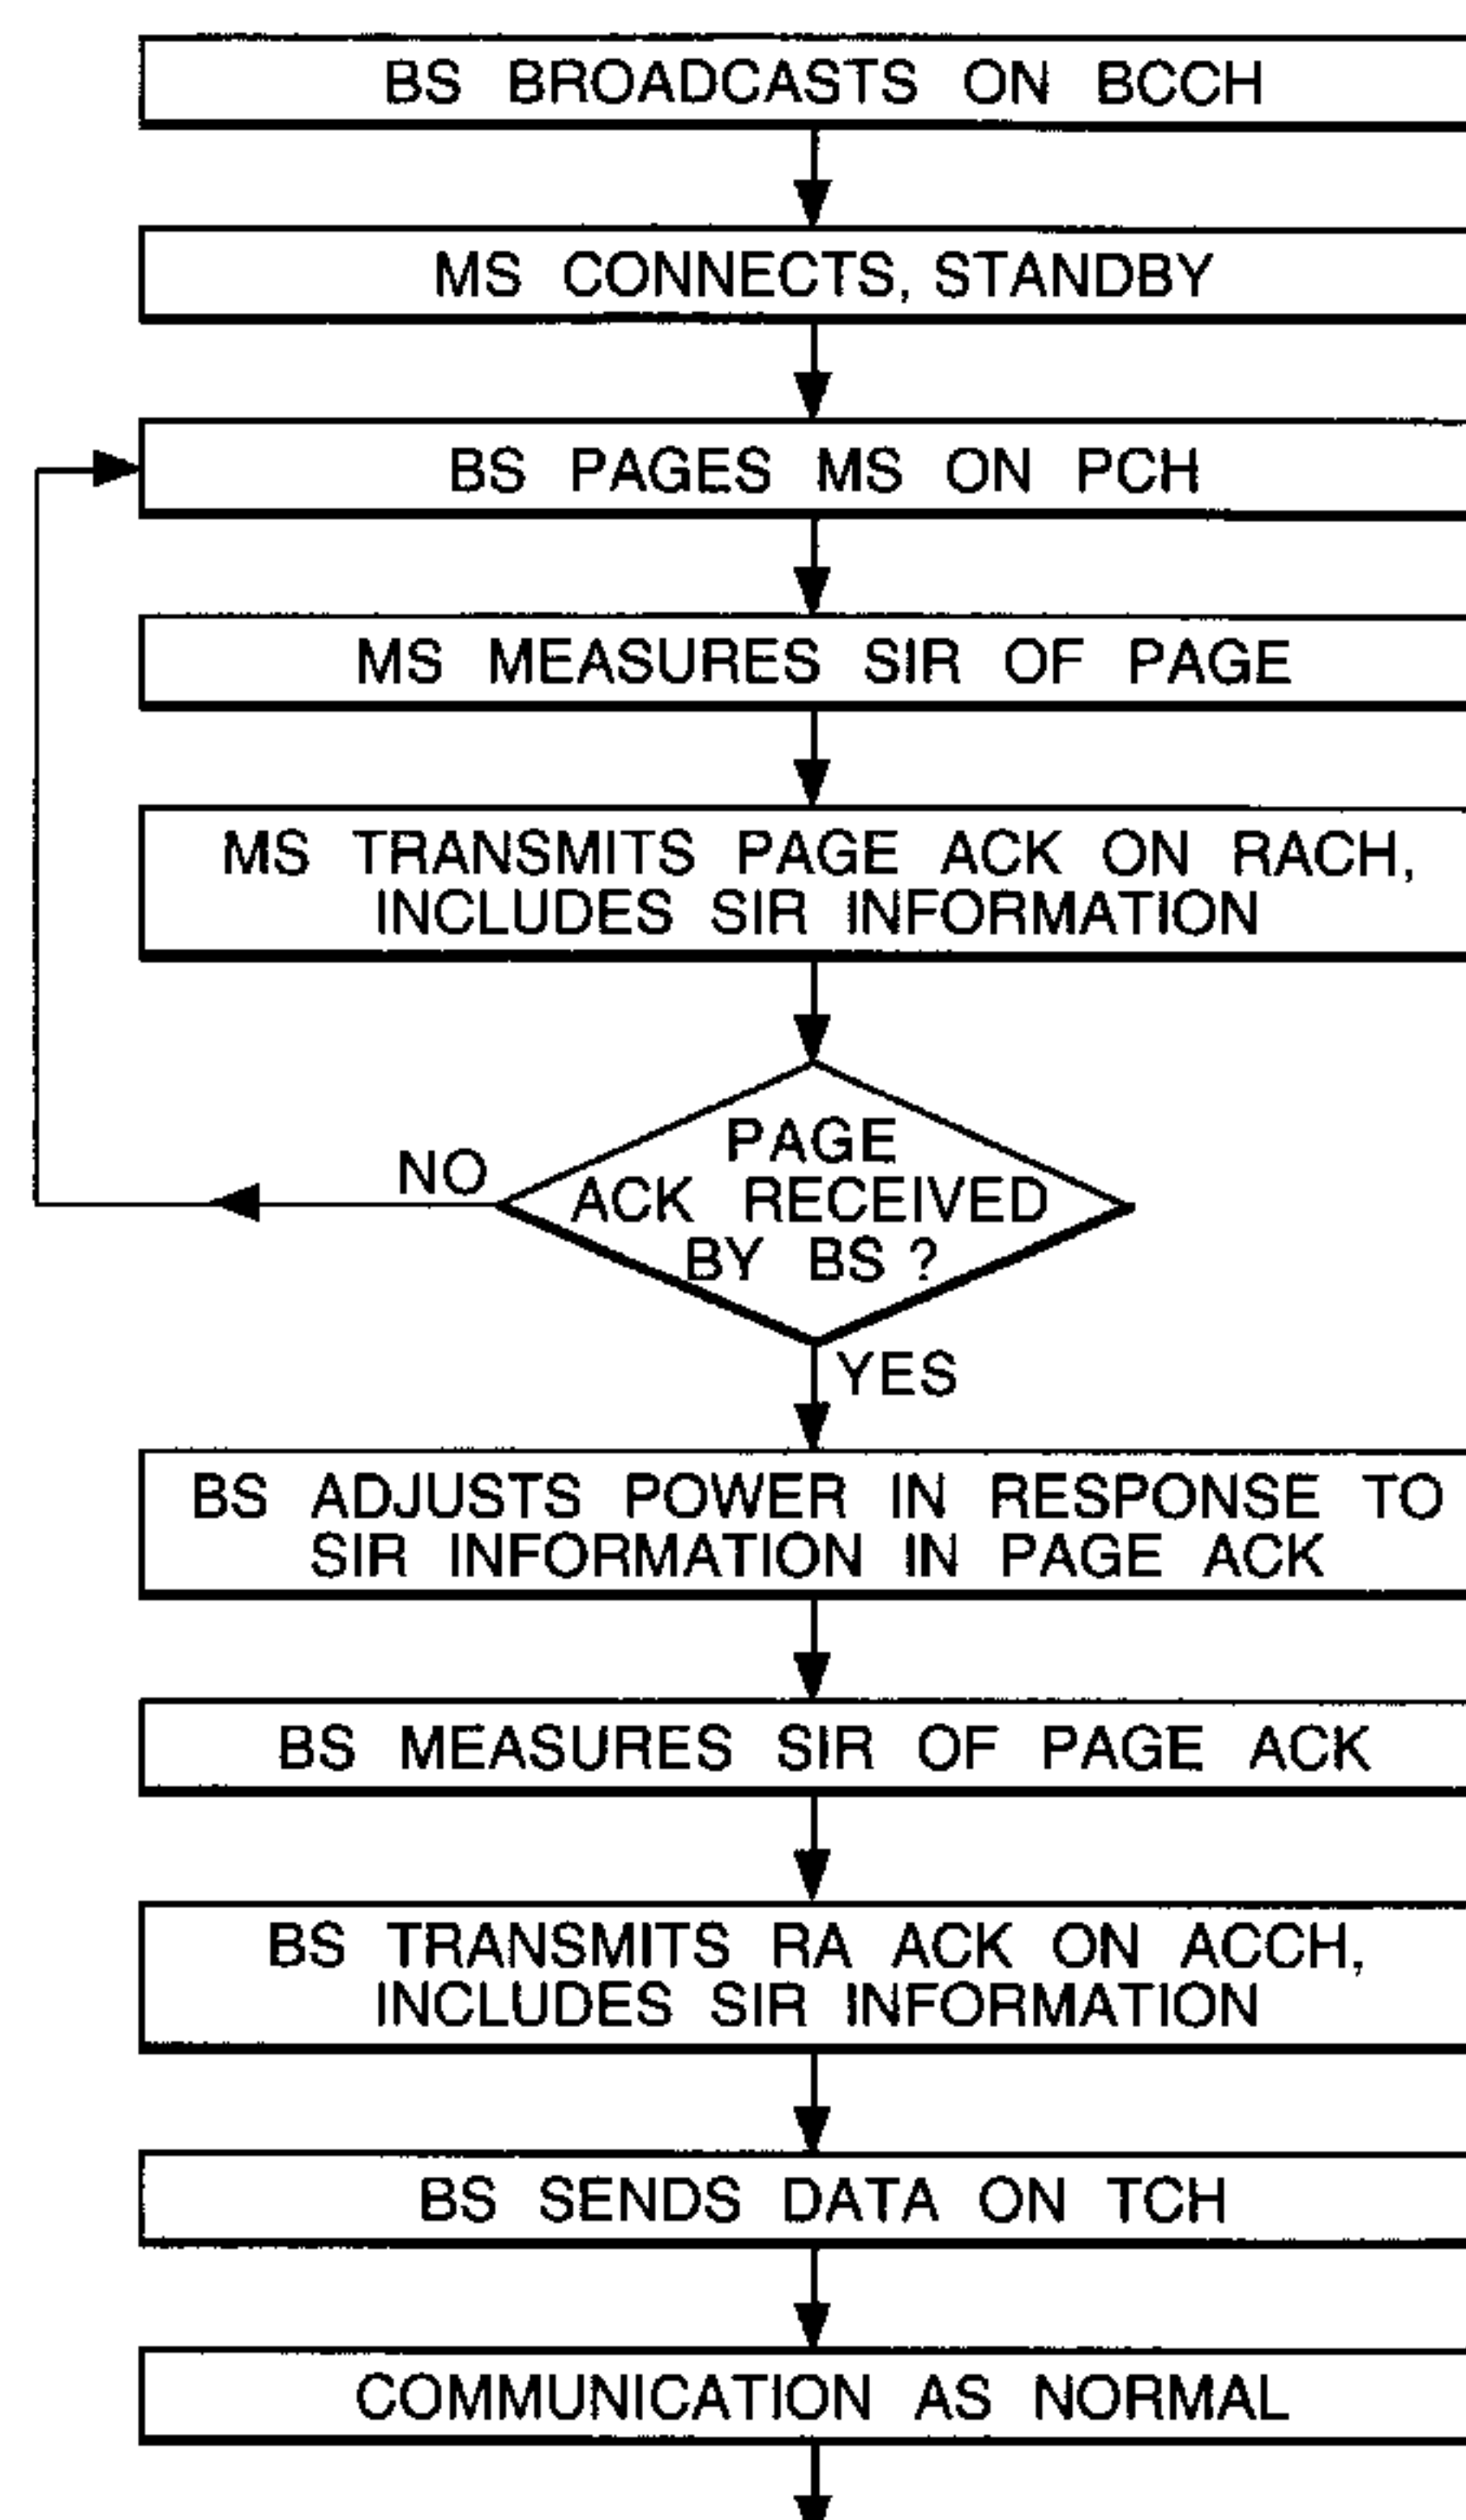 BS BROADCASTS ON BCCH
MS CONNECTS, STANDBY
BS PAGES MS ON PCH
MS MEASURES SIR OF PAGE
MS TRANSMITS PAGE ACK ON RACH,
INCLUDES SIR INFORMATION
PAGE
ACK RECEIVED
BY BS ?
NO
YES
BS ADJUSTS POWER IN RESPONSE TO
SIR INFORMATION IN PAGE ACK
BS MEASURES SIR OF PAGE ACK
BS TRANSMITS RA ACK ON ACCH,
INCLUDES SIR INFORMATION
BS SENDS DATA ON TCH
COMMUNICATION AS NORMAL